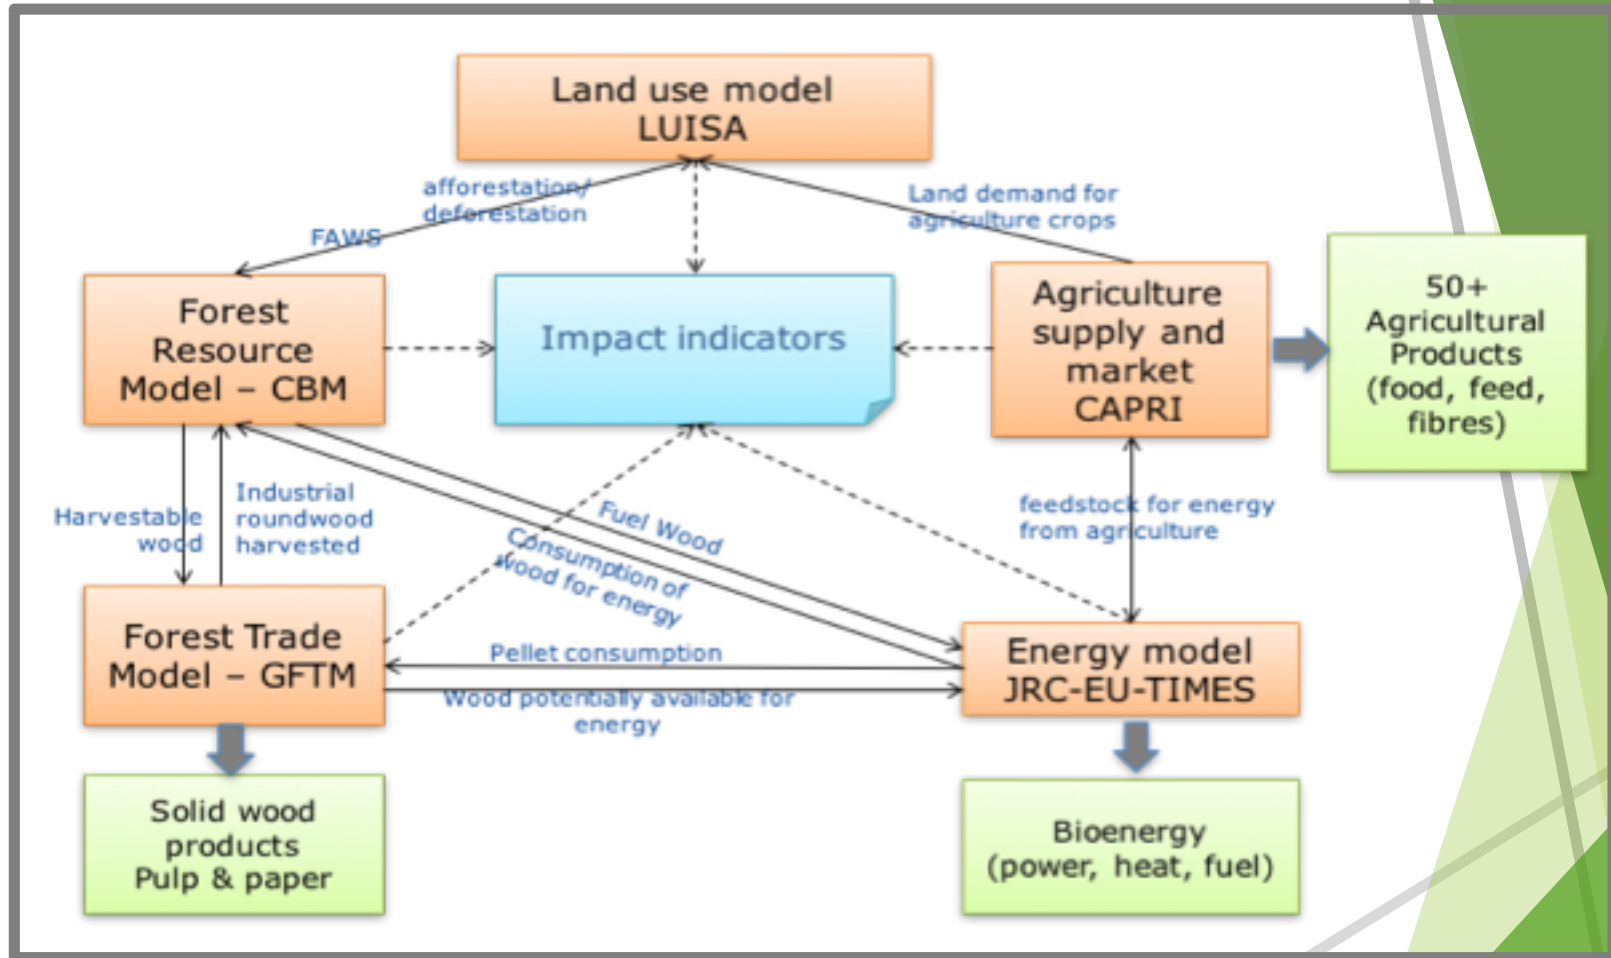 Land use model
LUISA
afforestation/
deforestation
FAWS
Land demand for
agriculture crops
Forest
Resource
Model – CBM
Impact indicators
Agriculture
supply and
market
CAPRI
50+
Agricultural
Products
(food, feed,
fibres)
Harvestable
wood
Industrial
roundwood
harvested
Fuel Wood
Consumption of
wood for energy
feedstock for energy
from agriculture
Forest Trade
Model – GFTM
Pellet consumption
Wood potentially available for
energy
Energy model
JRC-EU-TIMES
Solid wood
products
Pulp & paper
Bioenergy
(power, heat, fuel)